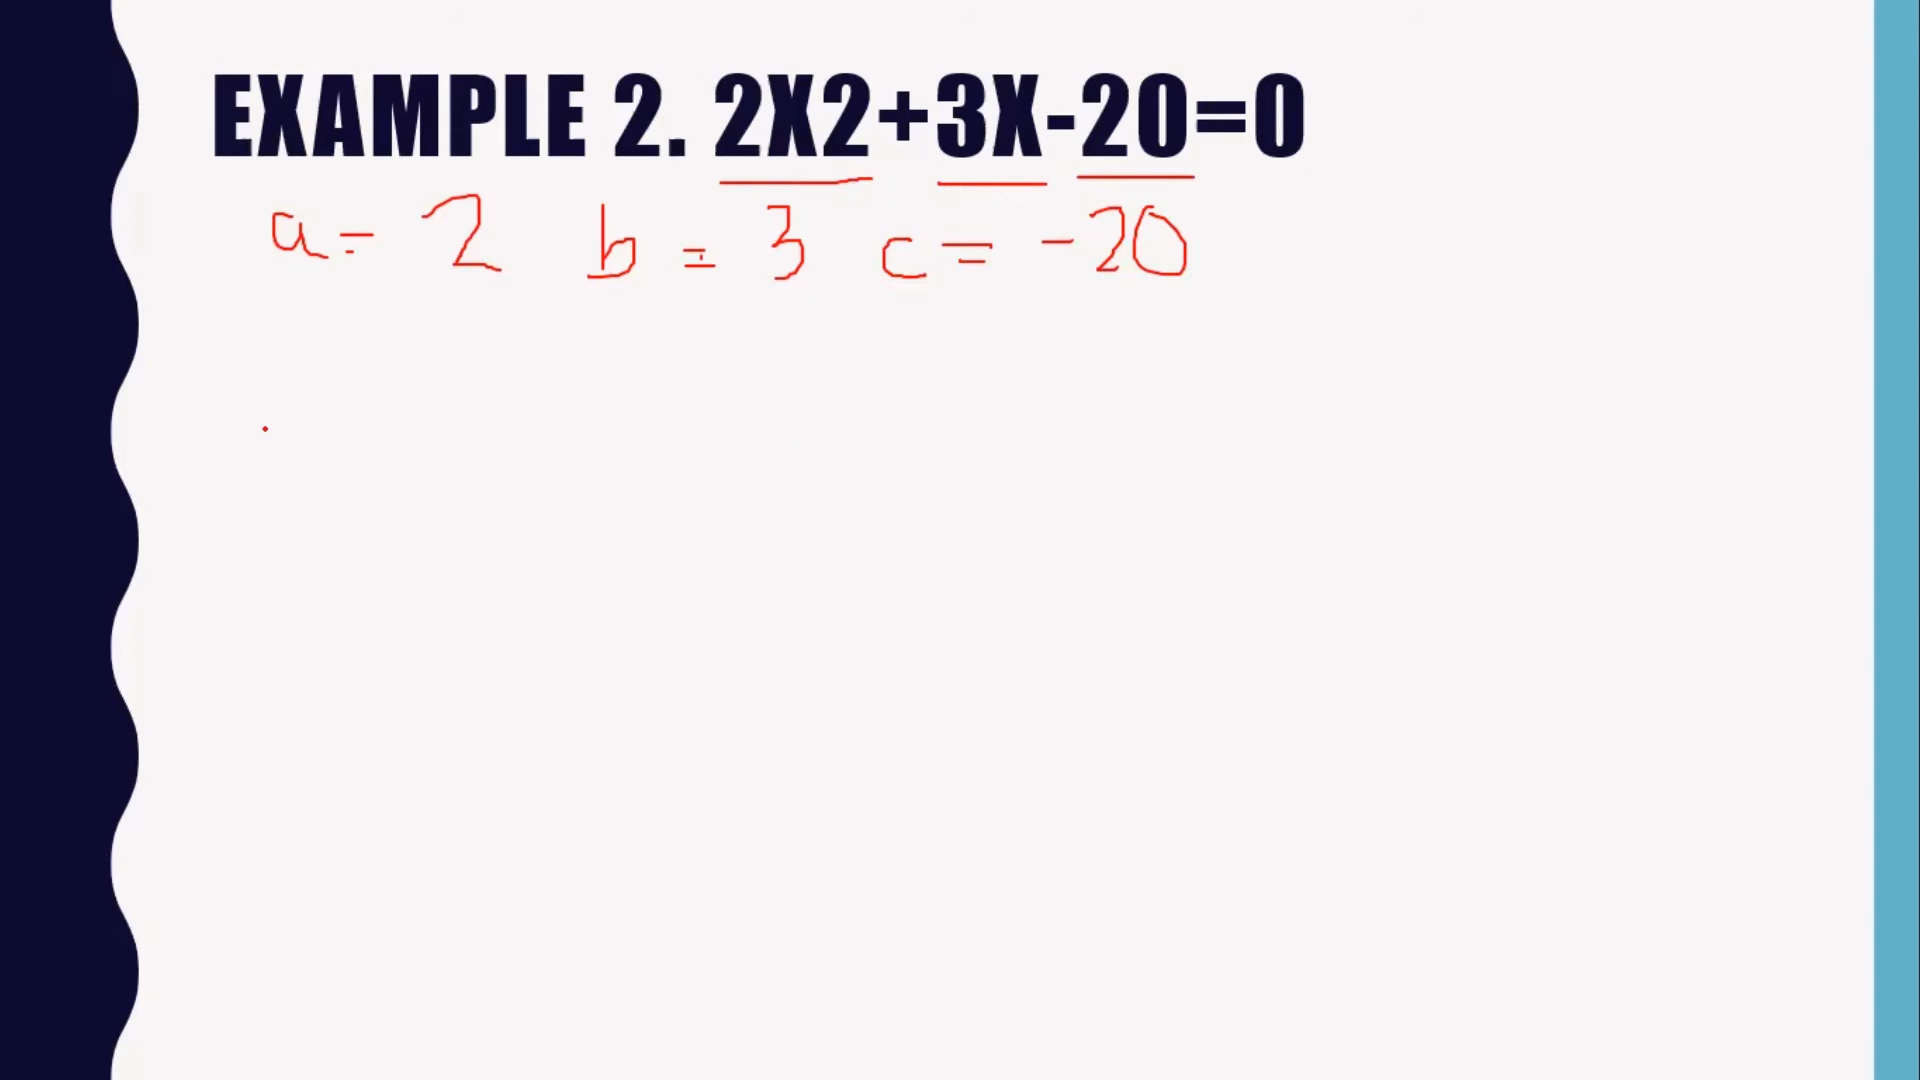 EXAMPLE 2. 2X2+3X-20=0
a= 2 b = 3 c = -20